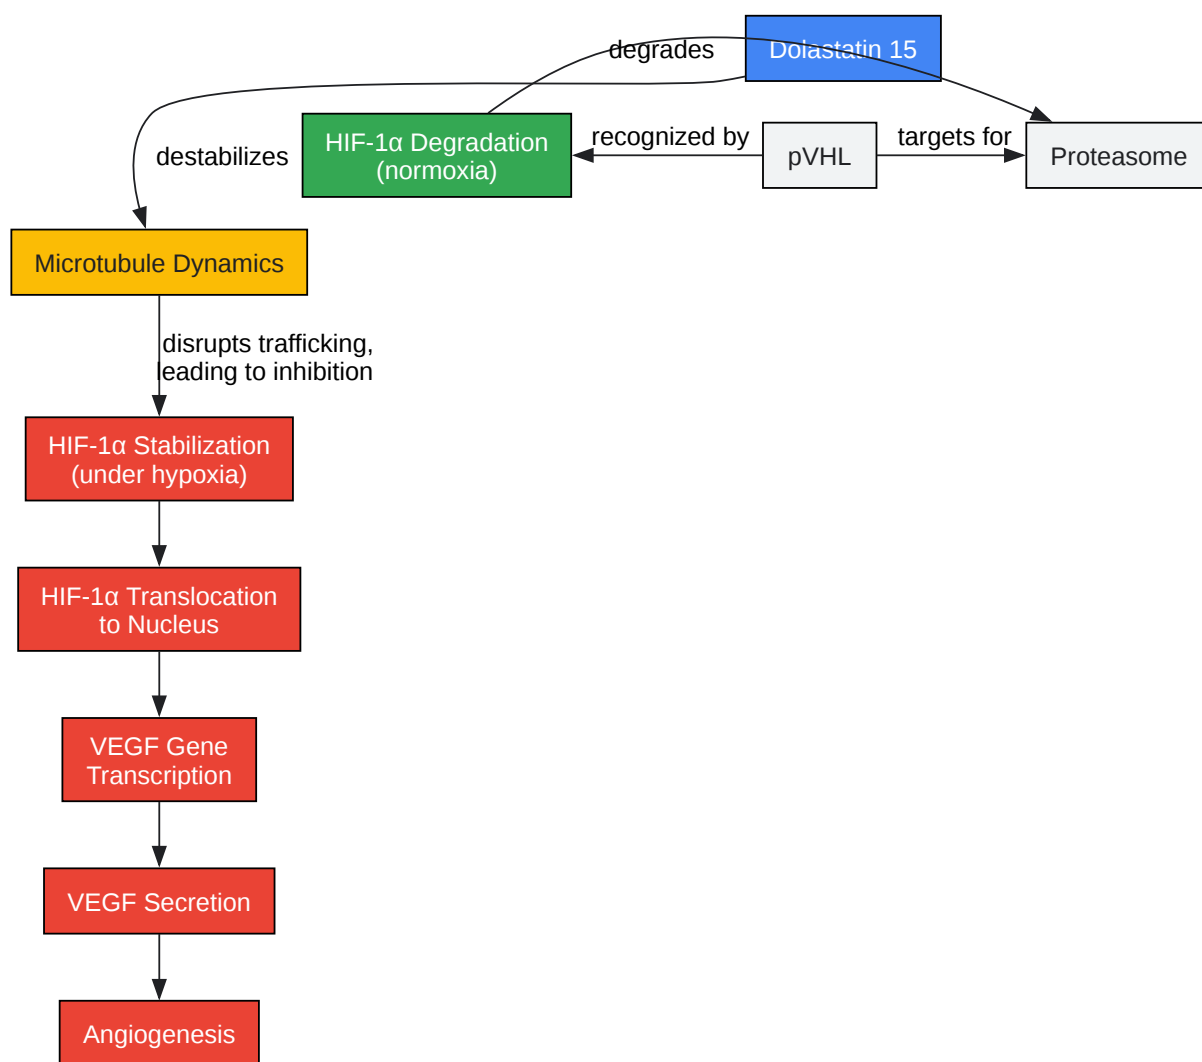 degrades
Dolastatin 15
destabilizes
HIF-1α Degradation
(normoxia)
recognized by
pVHL
targets for
Proteasome
Microtubule Dynamics
disrupts trafficking,
leading to inhibition
HIF-1α Stabilization
(under hypoxia)
HIF-1α Translocation
to Nucleus
VEGF Gene
Transcription
VEGF Secretion
Angiogenesis